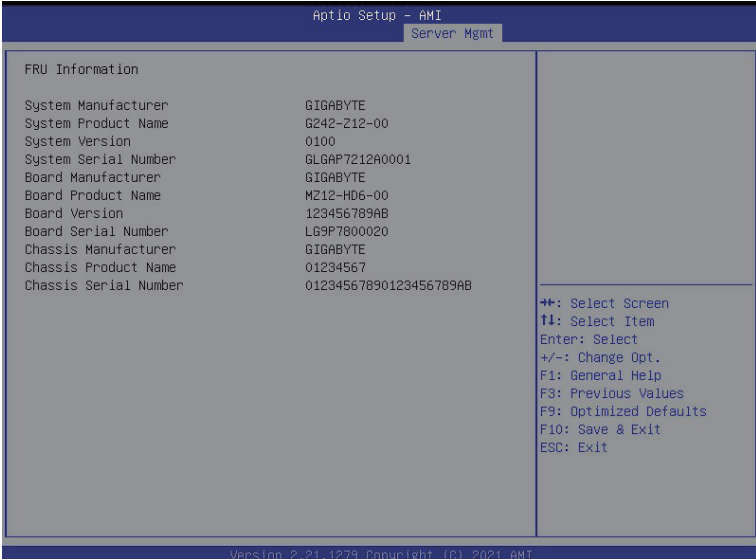 Aptio Setup – AMI
Server Mgmt
FRU Information
System Manufacturer GIGABYTE
System Product Name G242-Z12-00
System Version 0100
System Serial Number GLGAP7212A0001
Board Manufacturer GIGABYTE
Board Product Name MZ12-HD6-00
Board Version 123456789AB
Board Serial Number LG9P7800020
Chassis Manufacturer GIGABYTE
Chassis Product Name 01234567
Chassis Serial Number 01234567890123456789AB
→←: Select Screen
↑↓: Select Item
Enter: Select
+/-: Change Opt.
F1: General Help
F3: Previous Values
F9: Optimized Defaults
F10: Save & Exit
ESC: Exit
Version 2.21.1279 Copyright (C) 2021 AMI